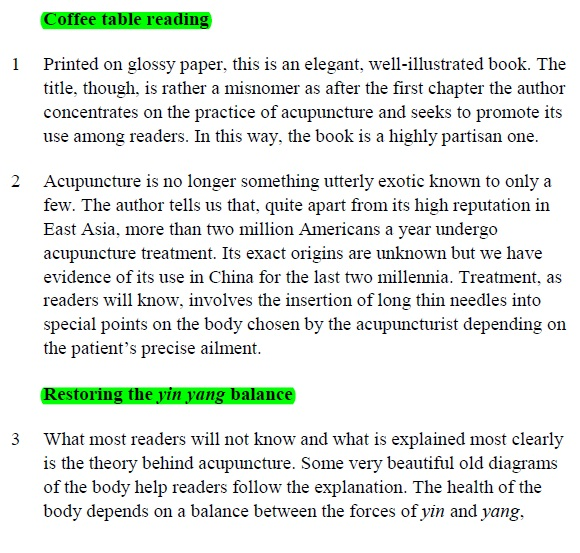 Coffee table reading
1 Printed on glossy paper, this is an elegant, well-illustrated book. The
title, though, is rather a misnomer as after the first chapter the author
concentrates on the practice of acupuncture and seeks to promote its
use among readers. In this way, the book is a highly partisan one.
2 Acupuncture is no longer something utterly exotic known to only a
few. The author tells us that, quite apart from its high reputation in
East Asia, more than two million Americans a year undergo
acupuncture treatment. Its exact origins are unknown but we have
evidence of its use in China for the last two millennia. Treatment, as
readers will know, involves the insertion of long thin needles into
special points on the body chosen by the acupuncturist depending on
the patient’s precise ailment.
Restoring the yin yang balance
3 What most readers will not know and what is explained most clearly
is the theory behind acupuncture. Some very beautiful old diagrams
of the body help readers follow the explanation. The health of the
body depends on a balance between the forces of yin and yang,